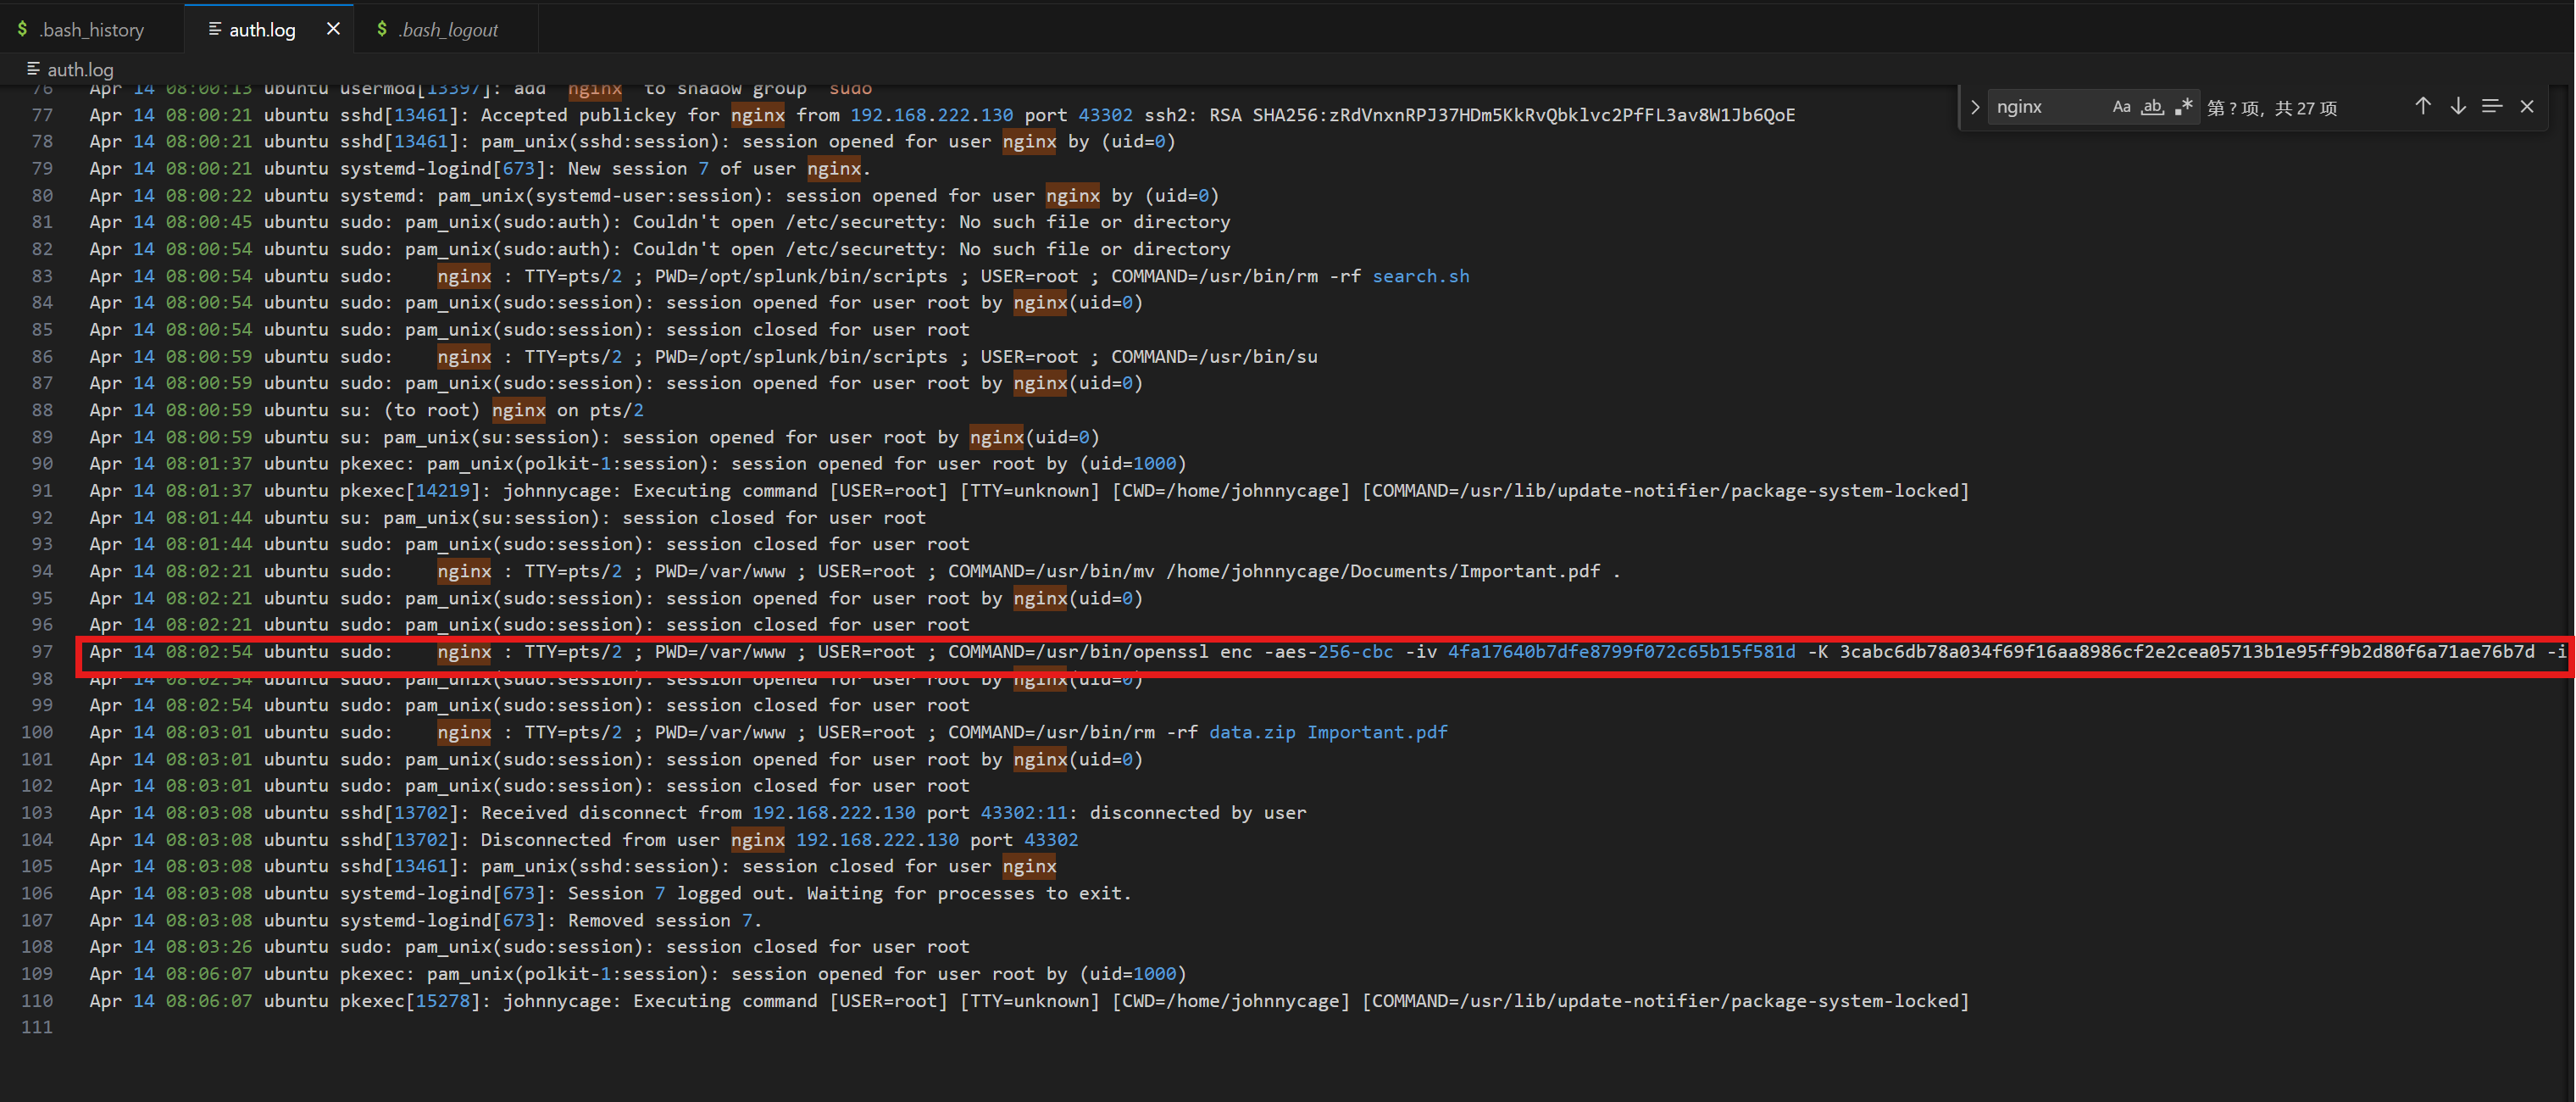 .bash_history
auth.log
.bash_logout
auth.log
nginx Aa ab 第 ? 项, 共 27 项
76 Apr 14 08:00:13 ubuntu usermod[13397]: add 'nginx' to shadow group 'sudo'
77 Apr 14 08:00:21 ubuntu sshd[13461]: Accepted publickey for nginx from 192.168.222.130 port 43302 ssh2: RSA SHA256:zRdVnxnRPJ37HDm5KkRvQbklvc2PfFL3av8W1Jb6QoE
78 Apr 14 08:00:21 ubuntu sshd[13461]: pam_unix(sshd:session): session opened for user nginx by (uid=0)
79 Apr 14 08:00:21 ubuntu systemd-logind[673]: New session 7 of user nginx.
80 Apr 14 08:00:22 ubuntu systemd: pam_unix(systemd-user:session): session opened for user nginx by (uid=0)
81 Apr 14 08:00:45 ubuntu sudo: pam_unix(sudo:auth): Couldn't open /etc/securetty: No such file or directory
82 Apr 14 08:00:54 ubuntu sudo: pam_unix(sudo:auth): Couldn't open /etc/securetty: No such file or directory
83 Apr 14 08:00:54 ubuntu sudo:    nginx : TTY=pts/2 ; PWD=/opt/splunk/bin/scripts ; USER=root ; COMMAND=/usr/bin/rm -rf search.sh
84 Apr 14 08:00:54 ubuntu sudo: pam_unix(sudo:session): session opened for user root by nginx(uid=0)
85 Apr 14 08:00:54 ubuntu sudo: pam_unix(sudo:session): session closed for user root
86 Apr 14 08:00:59 ubuntu sudo:    nginx : TTY=pts/2 ; PWD=/opt/splunk/bin/scripts ; USER=root ; COMMAND=/usr/bin/su
87 Apr 14 08:00:59 ubuntu sudo: pam_unix(sudo:session): session opened for user root by nginx(uid=0)
88 Apr 14 08:00:59 ubuntu su: (to root) nginx on pts/2
89 Apr 14 08:00:59 ubuntu su: pam_unix(su:session): session opened for user root by nginx(uid=0)
90 Apr 14 08:01:37 ubuntu pkexec: pam_unix(polkit-1:session): session opened for user root by (uid=1000)
91 Apr 14 08:01:37 ubuntu pkexec[14219]: johnnycage: Executing command [USER=root] [TTY=unknown] [CWD=/home/johnnycage] [COMMAND=/usr/lib/update-notifier/package-system-locked]
92 Apr 14 08:01:44 ubuntu su: pam_unix(su:session): session closed for user root
93 Apr 14 08:01:44 ubuntu sudo: pam_unix(sudo:session): session closed for user root
94 Apr 14 08:02:21 ubuntu sudo:    nginx : TTY=pts/2 ; PWD=/var/www ; USER=root ; COMMAND=/usr/bin/mv /home/johnnycage/Documents/Important.pdf .
95 Apr 14 08:02:21 ubuntu sudo: pam_unix(sudo:session): session opened for user root by nginx(uid=0)
96 Apr 14 08:02:21 ubuntu sudo: pam_unix(sudo:session): session closed for user root
97 Apr 14 08:02:54 ubuntu sudo:    nginx : TTY=pts/2 ; PWD=/var/www ; USER=root ; COMMAND=/usr/bin/openssl enc -aes-256-cbc -iv 4fa17640b7dfe8799f072c65b15f581d -K 3cabc6db78a034f69f16aa8986cf2e2cea05713b1e95ff9b2d80f6a71ae76b7d -i
98 Apr 14 08:02:54 ubuntu sudo: pam_unix(sudo:session): session opened for user root by nginx(uid=0)
99 Apr 14 08:02:54 ubuntu sudo: pam_unix(sudo:session): session closed for user root
100 Apr 14 08:03:01 ubuntu sudo:    nginx : TTY=pts/2 ; PWD=/var/www ; USER=root ; COMMAND=/usr/bin/rm -rf data.zip Important.pdf
101 Apr 14 08:03:01 ubuntu sudo: pam_unix(sudo:session): session opened for user root by nginx(uid=0)
102 Apr 14 08:03:01 ubuntu sudo: pam_unix(sudo:session): session closed for user root
103 Apr 14 08:03:08 ubuntu sshd[13702]: Received disconnect from 192.168.222.130 port 43302:11: disconnected by user
104 Apr 14 08:03:08 ubuntu sshd[13702]: Disconnected from user nginx 192.168.222.130 port 43302
105 Apr 14 08:03:08 ubuntu sshd[13461]: pam_unix(sshd:session): session closed for user nginx
106 Apr 14 08:03:08 ubuntu systemd-logind[673]: Session 7 logged out. Waiting for processes to exit.
107 Apr 14 08:03:08 ubuntu systemd-logind[673]: Removed session 7.
108 Apr 14 08:03:26 ubuntu sudo: pam_unix(sudo:session): session closed for user root
109 Apr 14 08:06:07 ubuntu pkexec: pam_unix(polkit-1:session): session opened for user root by (uid=1000)
110 Apr 14 08:06:07 ubuntu pkexec[15278]: johnnycage: Executing command [USER=root] [TTY=unknown] [CWD=/home/johnnycage] [COMMAND=/usr/lib/update-notifier/package-system-locked]
111